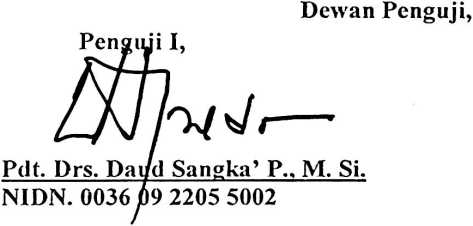 Dewan Penguji,
Penguji I,
Pdt. Drs. Daud Sangka' P., M. Si.
NIDN. 0036 09 2205 5002